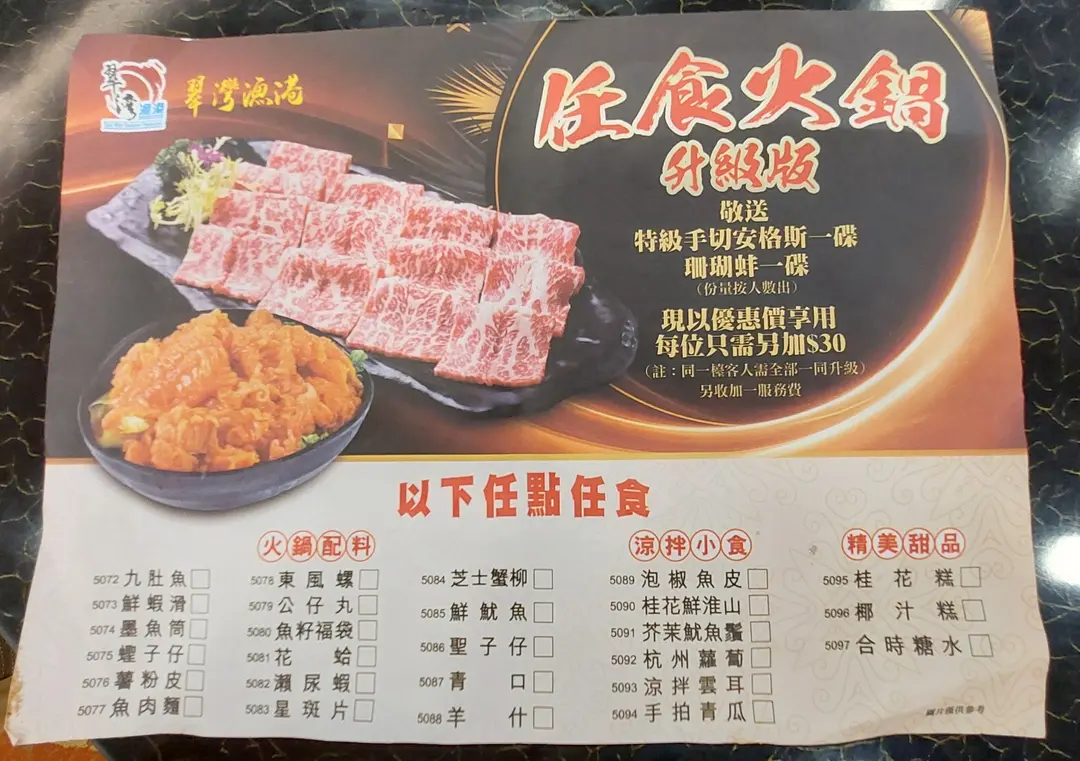 翠灣漁港
翠灣漁港
任食火鍋
升級版
敬送
特級手切安格斯一碟
珊瑚蚌一碟
（份量按人數出）
現以優惠價享用
每位只需另加$30
（註：同一檯客人需全部一同升級）
另收加一服務費
以下任點任食
火鍋配料
5072 九肚魚
5073 鮮蝦滑
5074 墨魚筒
5075 蟶子仔
5076 薯粉皮
5077 魚肉麵
5078 東風螺
5079 公仔丸
5080 魚籽福袋
5081 花蛤
5082 瀨尿蝦
5083 星斑片
5084 芝士蟹柳
5085 鮮魷魚
5086 聖子仔
5087 青口
5088 羊什
涼拌小食
5089 泡椒魚皮
5090 桂花鮮淮山
5091 芥茉魷魚鬚
5092 杭州蘿蔔
5093 涼拌雲耳
5094 手拍青瓜
精美甜品
5095 桂花糕
5096 椰汁糕
5097 合時糖水
圖片僅供參考